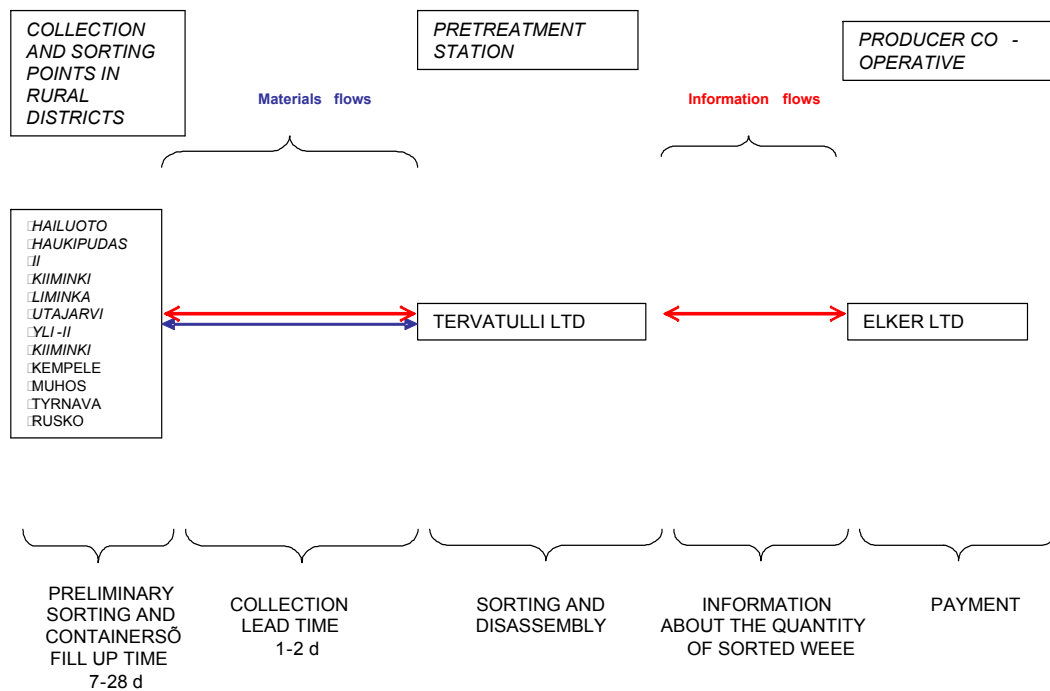 COLLECTION
AND SORTING
POINTS IN
RURAL
DISTRICTS
PRETREATMENT
STATION
PRODUCER CO -
OPERATIVE
Materials flows
Information flows
HAILUOTO
HAUKIPUDAS
II
KIIMINKI
LIMINKA
UTAJARVI
YLI -II
KIIMINKI
KEMPELE
MUHOS
TYRNAVA
RUSKO
TERVATULLI LTD
ELKER LTD
PRELIMINARY
SORTING AND
CONTAINERSÕ
FILL UP TIME
7-28 d
COLLECTION
LEAD TIME
1-2 d
SORTING AND
DISASSEMBLY
INFORMATION
ABOUT THE QUANTITY
OF SORTED WEEE
PAYMENT